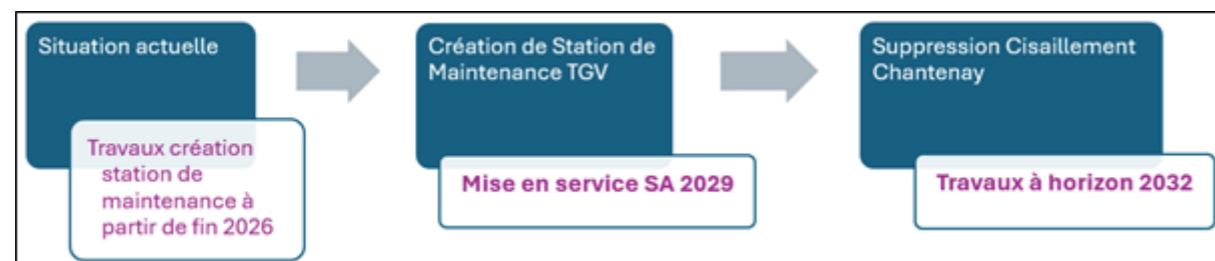 Situation actuelle
Travaux création
station de
maintenance à
partir de fin 2026
Création de Station de
Maintenance TGV
Mise en service SA 2029
Suppression Cisaillement
Chantenay
Travaux à horizon 2032